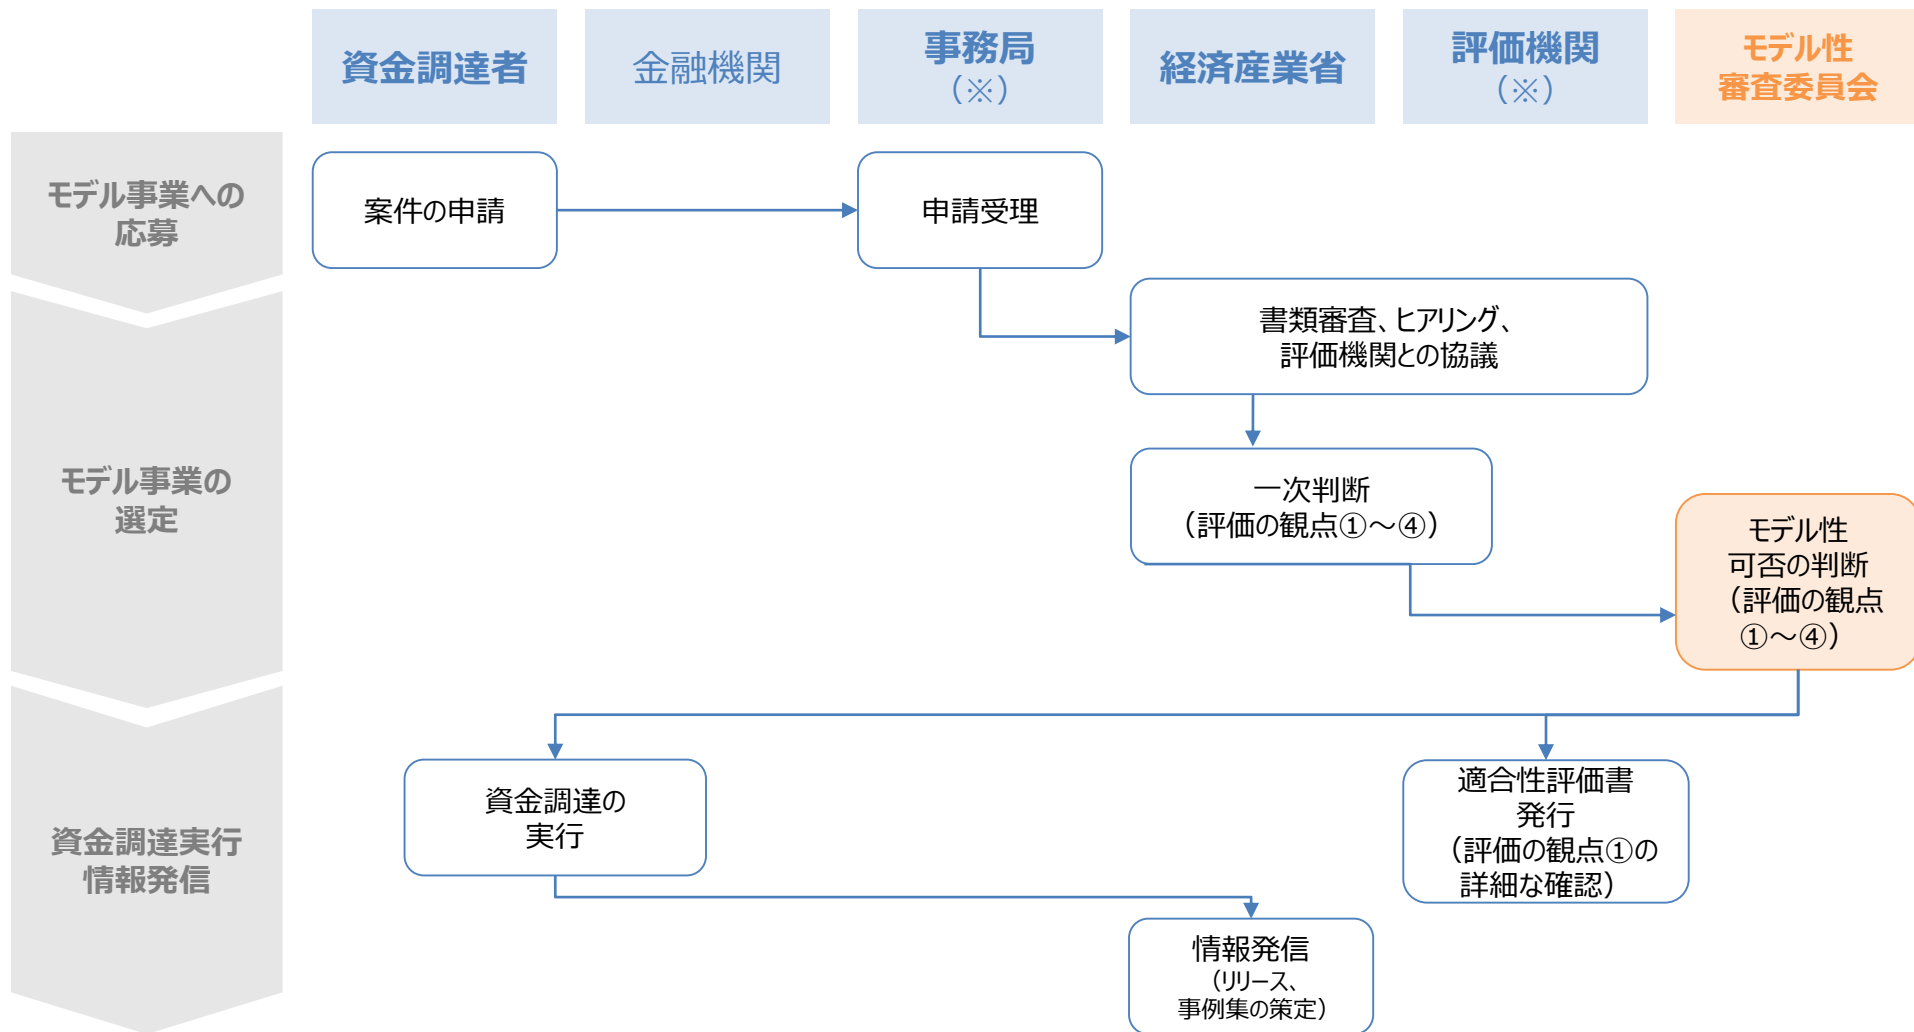 資金調達者
金融機関
事務局
（※）
経済産業省
評価機関
（※）
モデル性
審査委員会
モデル事業への
応募
案件の申請
申請受理
モデル事業の
選定
書類審査、ヒアリング、
評価機関との協議
一次判断
（評価の観点①～④）
モデル性
可否の判断
（評価の観点
①～④）
資金調達実行
情報発信
資金調達の
実行
適合性評価書
発行
（評価の観点①の
詳細な確認）
情報発信
（リリース、
事例集の策定）